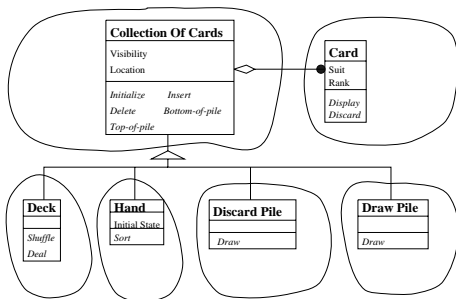 Collection Of Cards
Visibility
Location
Initialize Insert
Delete Bottom-of-pile
Top-of-pile
Card
Suit
Rank
Display
Discard
Deck
Shuffle
Deal
Hand
Initial State
Sort
Discard Pile
Draw
Draw Pile
Draw